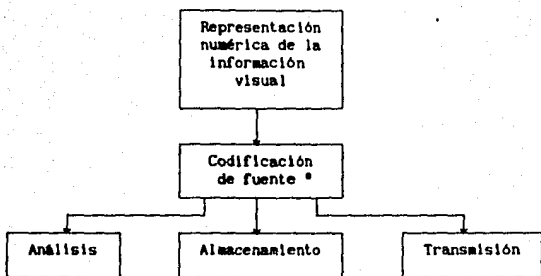 Representación
numérica de la
información
visual
Codificación
de fuente *
Análisis
Almacenamiento
Transmisión